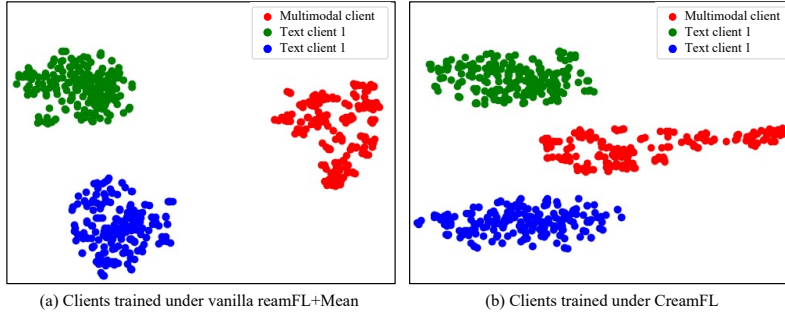 Multimodal client
Text client 1
Text client 1
Multimodal client
Text client 1
Text client 1
(a) Clients trained under vanilla reamFL+Mean
(b) Clients trained under CreamFL